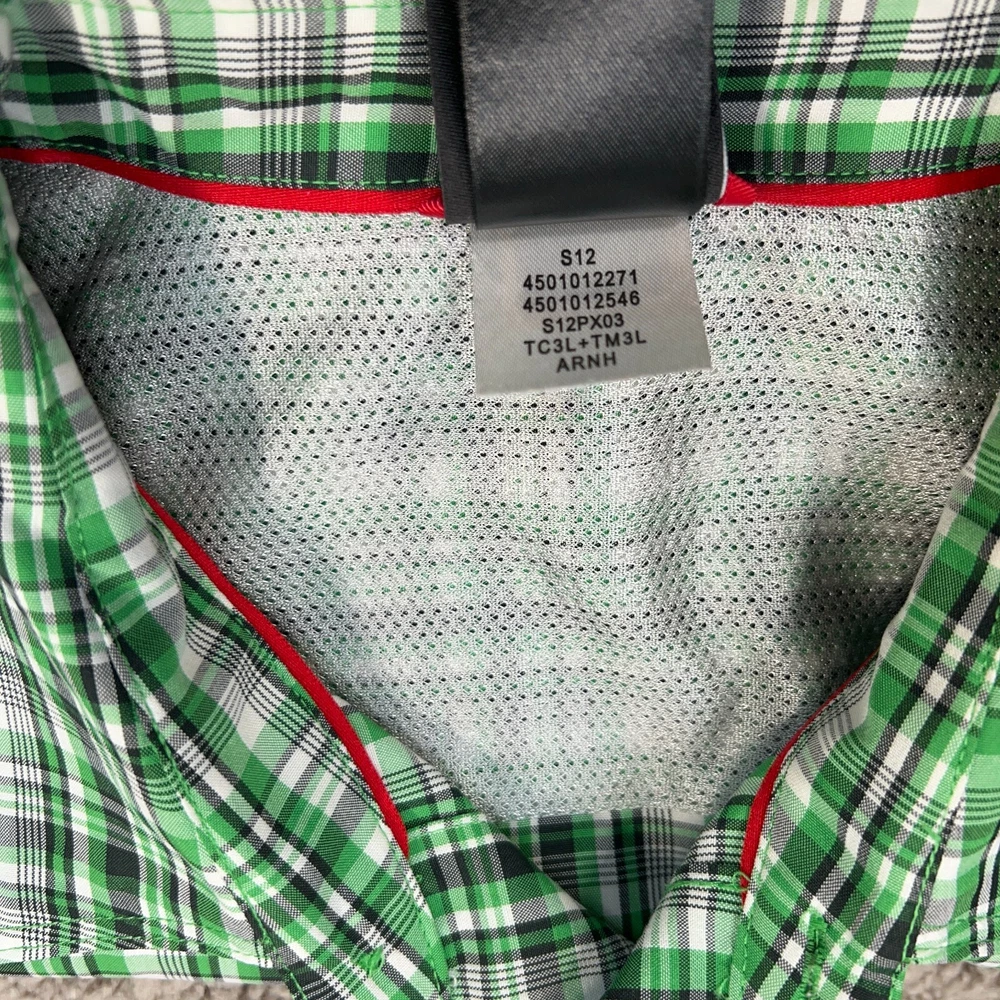 S12
4501012271
4501012546
S12PX03
TC3L+TM3L
ARNH